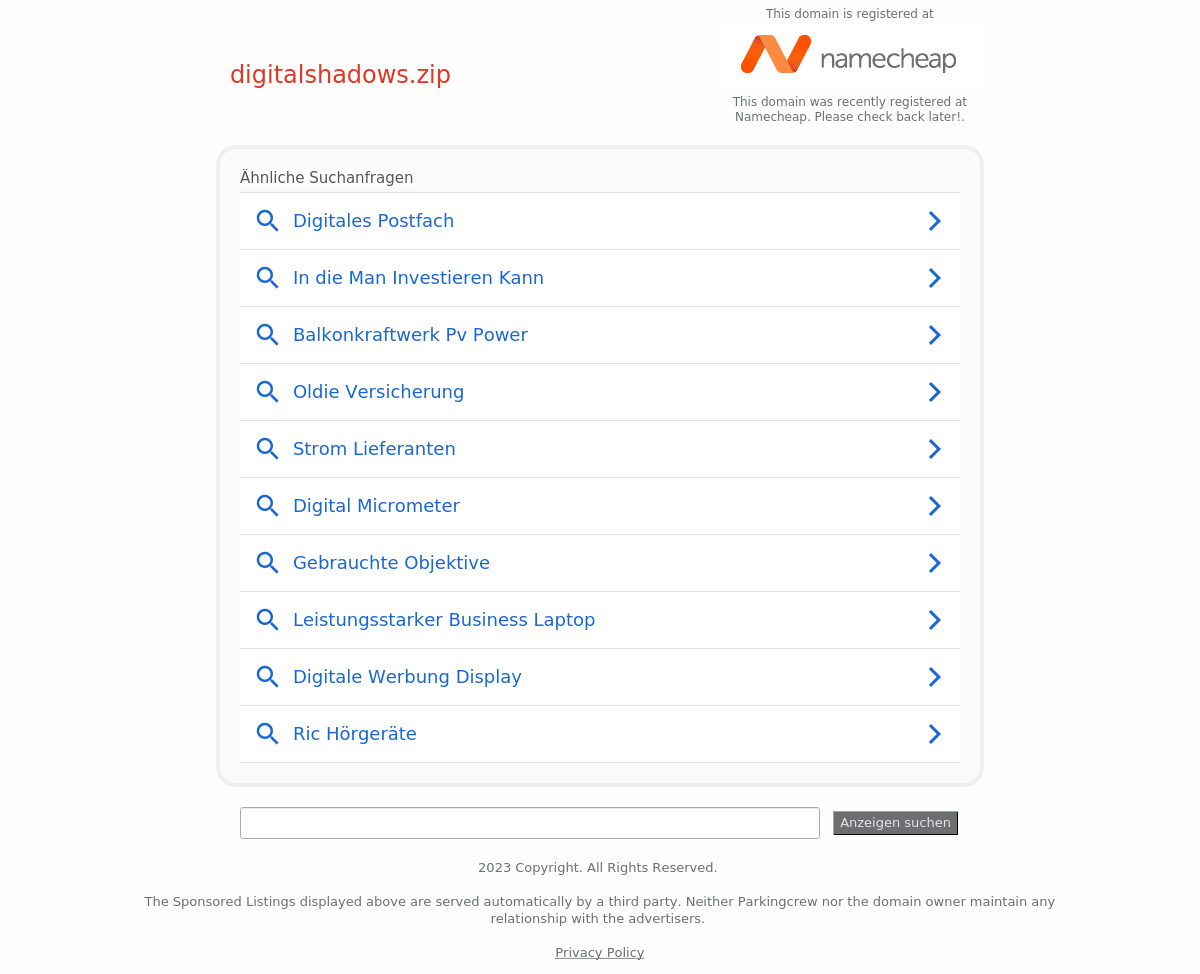 This domain is registered at
namecheap
digitalshadows.zip
This domain was recently registered at
Namecheap. Please check back later!.
Ähnliche Suchanfragen
Digitales Postfach
In die Man Investieren Kann
Balkonkraftwerk Pv Power
Oldie Versicherung
Strom Lieferanten
Digital Micrometer
Gebrauchte Objektive
Leistungsstarker Business Laptop
Digitale Werbung Display
Ric Hörgeräte
Anzeigen suchen
2023 Copyright. All Rights Reserved.
The Sponsored Listings displayed above are served automatically by a third party. Neither Parkingcrew nor the domain owner maintain any
relationship with the advertisers.
Privacy Policy